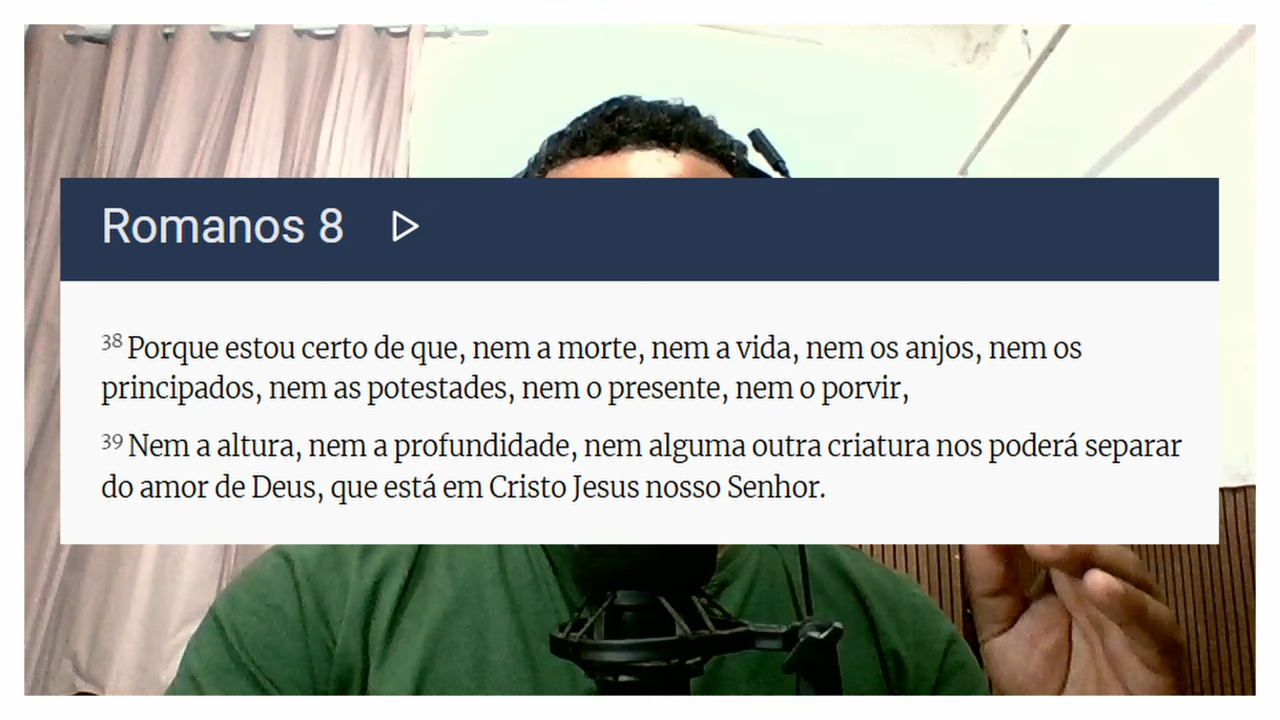 Romanos 8
38 Porque estou certo de que, nem a morte, nem a vida, nem os anjos, nem os
principados, nem as potestades, nem o presente, nem o porvir,
39 Nem a altura, nem a profundidade, nem alguma outra criatura nos poderá separar
do amor de Deus, que está em Cristo Jesus nosso Senhor.